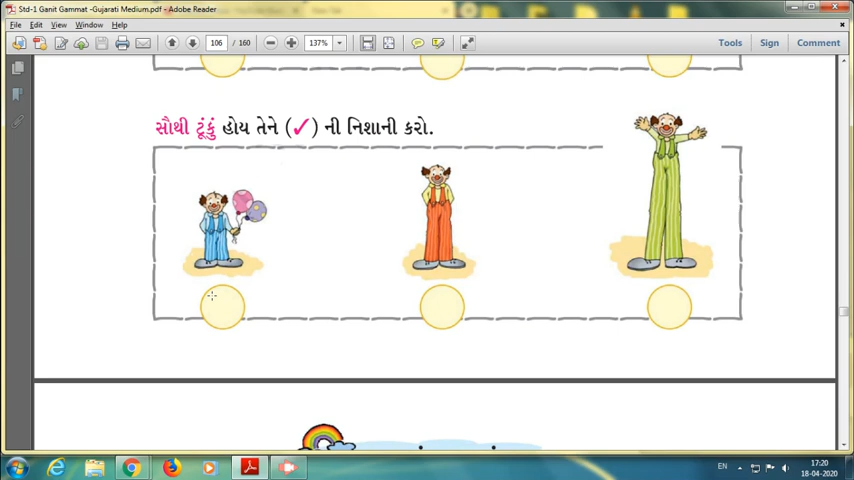 Std-1 Ganit Gammat -Gujarati Medium.pdf - Adobe Reader
File Edit View Window Help
106 / 160 137% Tools Sign Comment
સૌથી ટૂંકું હોય તેને (✓) ની નિશાની કરો.
EN 17:20
18-04-2020